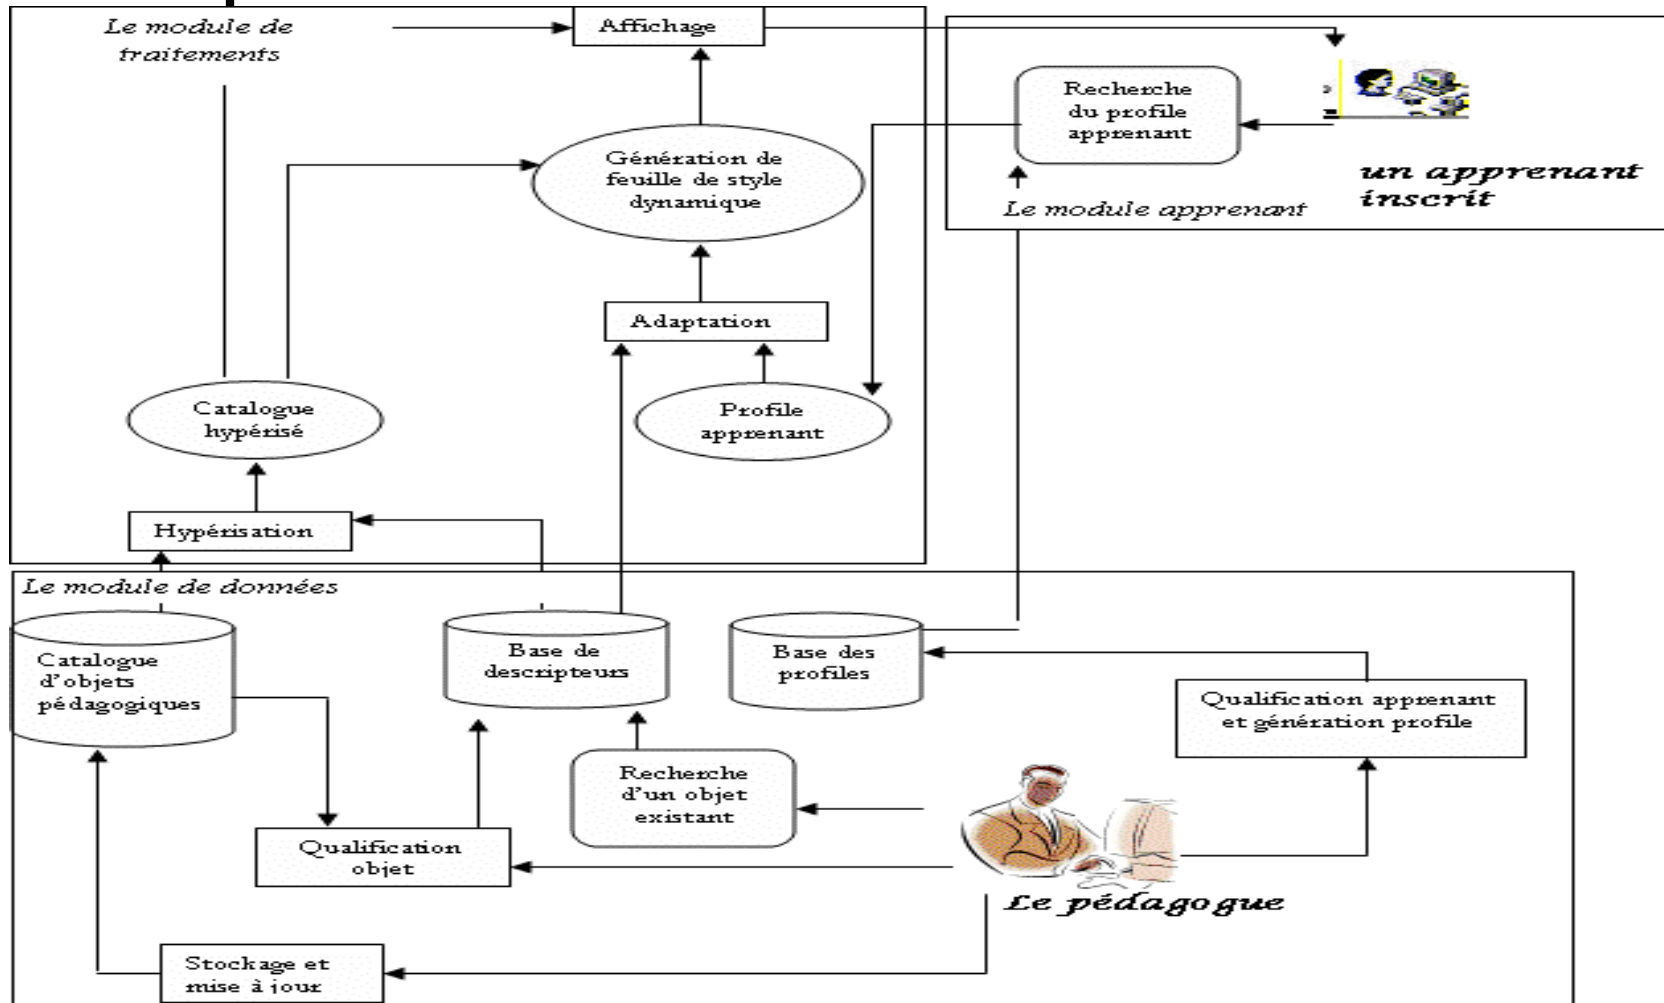 Le module de
traitements
Affichage
Recherche
du profile
apprenant
un apprenant
inscrit
Le module apprenant
Génération de
feuille de style
dynamique
Adaptation
Catalogue
hypérisé
Profile
apprenant
Hypérisation
Le module de données
Catalogue
d'objets
pédagogiques
Base de
descripteurs
Base des
profiles
Qualification apprenant
et génération profile
Recherche
d'un objet
existant
Qualification
objet
Le pédagogue
Stockage et
mise à jour